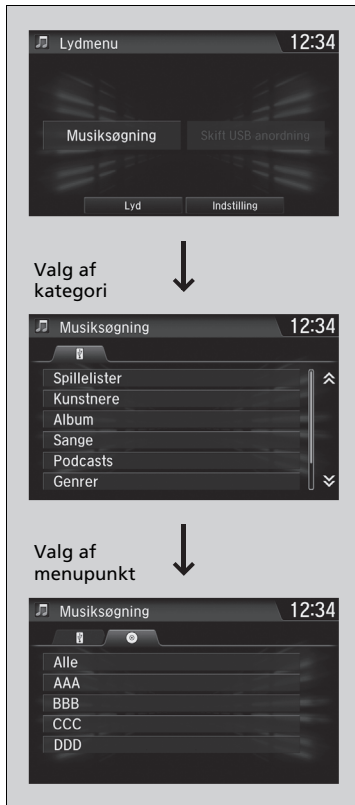 Lydmenu 12:34
Musiksøgning Skift USB anordning
Lyd Indstilling
Valg af
kategori
Musiksøgning 12:34
Spillelister
Kunstnere
Album
Sange
Podcasts
Genrer
Valg af
menupunkt
Musiksøgning 12:34
Alle
AAA
BBB
CCC
DDD